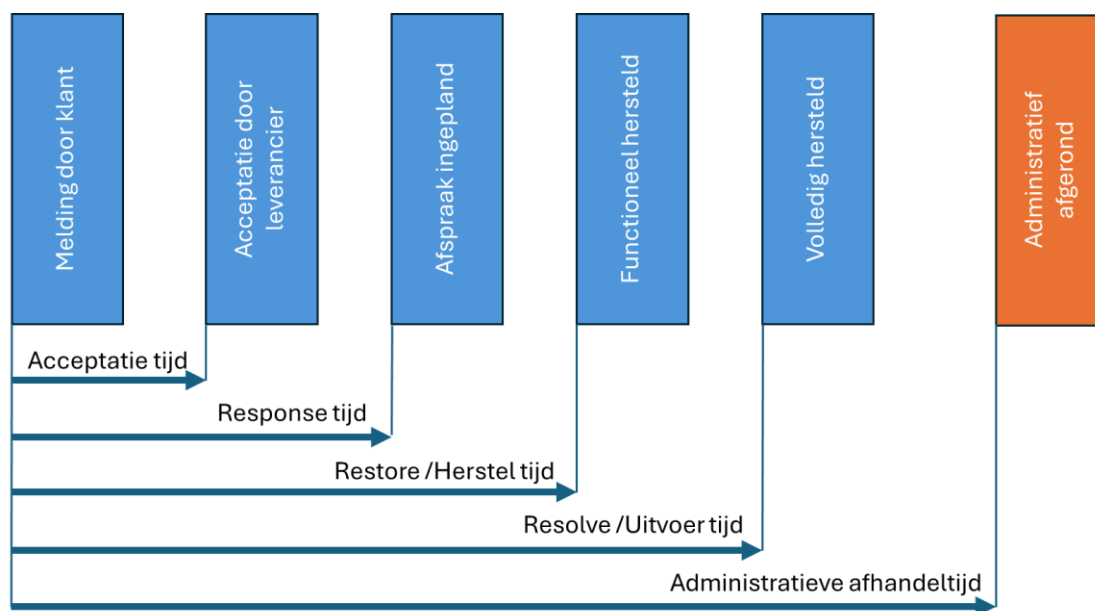 Melding door klant
Acceptatie door
leverancier
Afspraak ingepland
Functioneel hersteld
Volledig hersteld
Administratief
afgerond
Acceptatie tijd
Response tijd
Restore /Herstel tijd
Resolve /Uitvoer tijd
Administratieve afhandeltijd